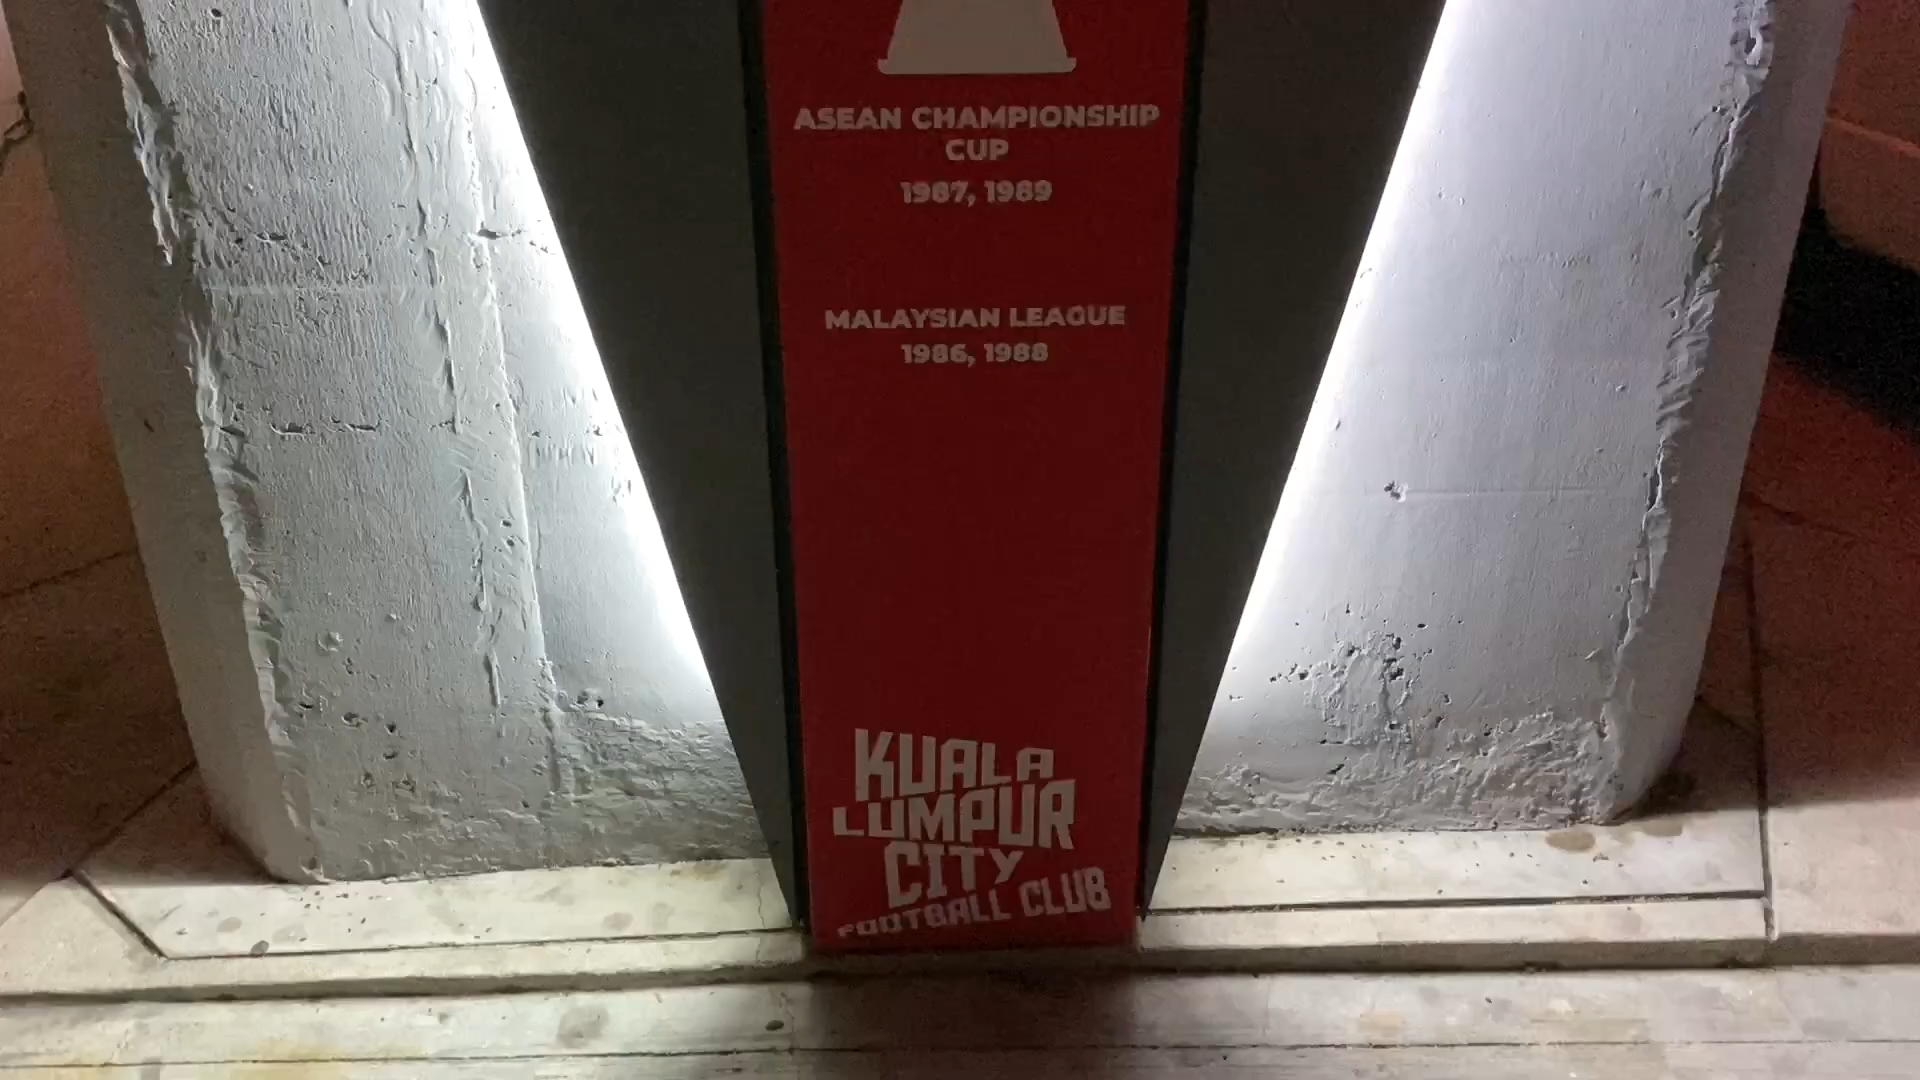 ASEAN CHAMPIONSHIP
CUP
1987, 1989
MALAYSIAN LEAGUE
1986, 1988
KUALA
LUMPUR
CITY
FOOTBALL CLUB